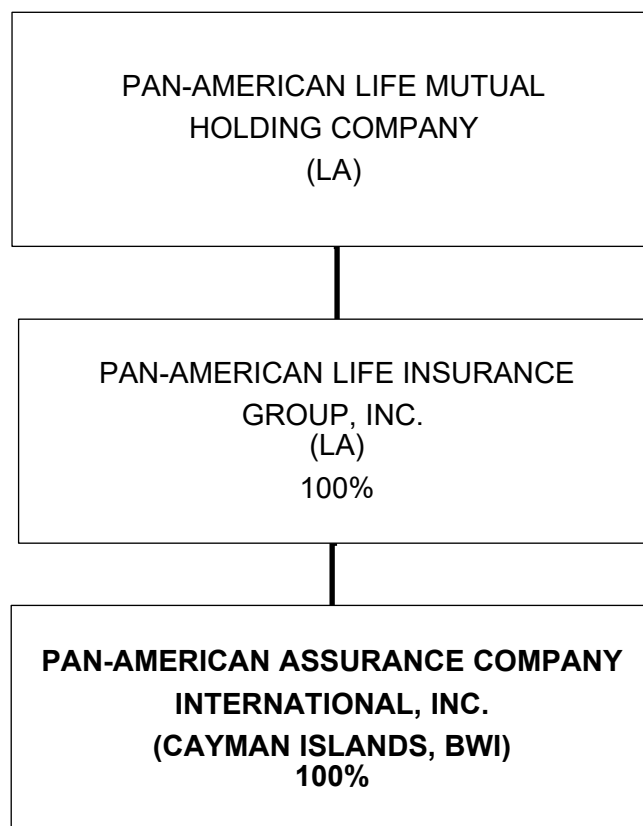 PAN-AMERICAN LIFE MUTUAL
HOLDING COMPANY
(LA)
PAN-AMERICAN LIFE INSURANCE
GROUP, INC.
(LA)
100%
PAN-AMERICAN ASSURANCE COMPANY
INTERNATIONAL, INC.
(CAYMAN ISLANDS, BWI)
100%